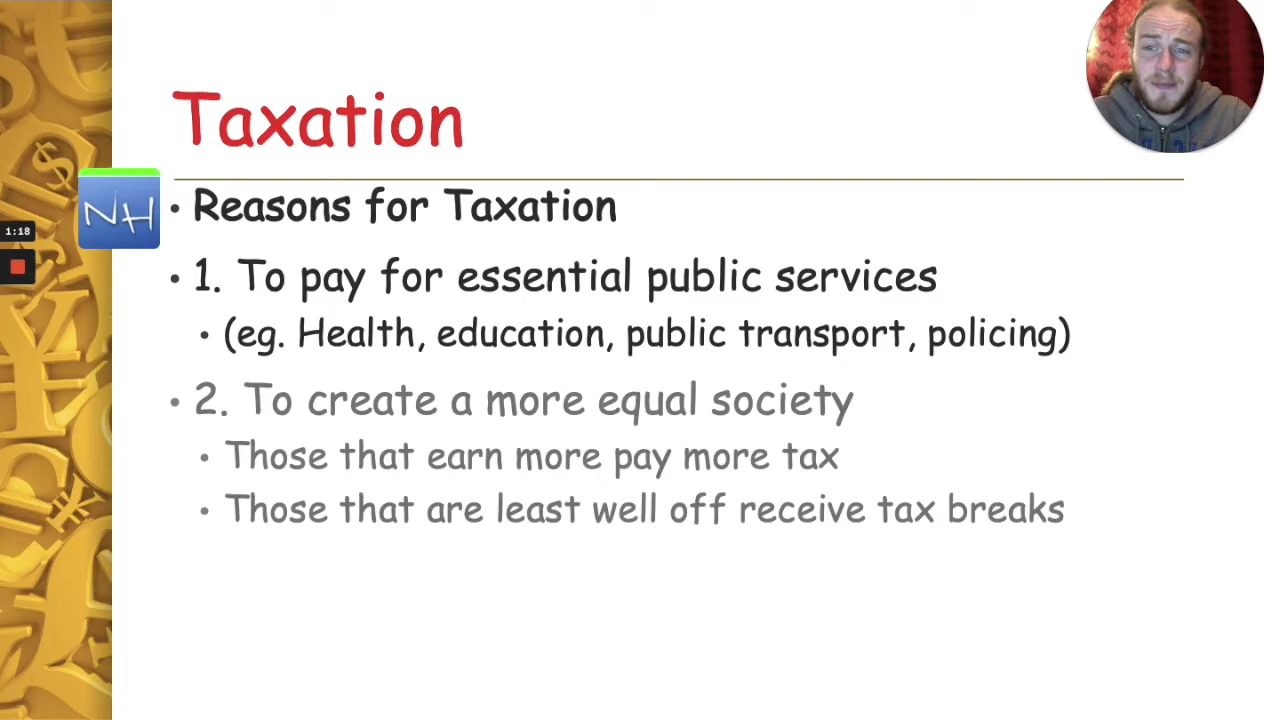 Taxation
NH
• Reasons for Taxation
1:18
• 1. To pay for essential public services
• (eg. Health, education, public transport, policing)
• 2. To create a more equal society
• Those that earn more pay more tax
• Those that are least well off receive tax breaks